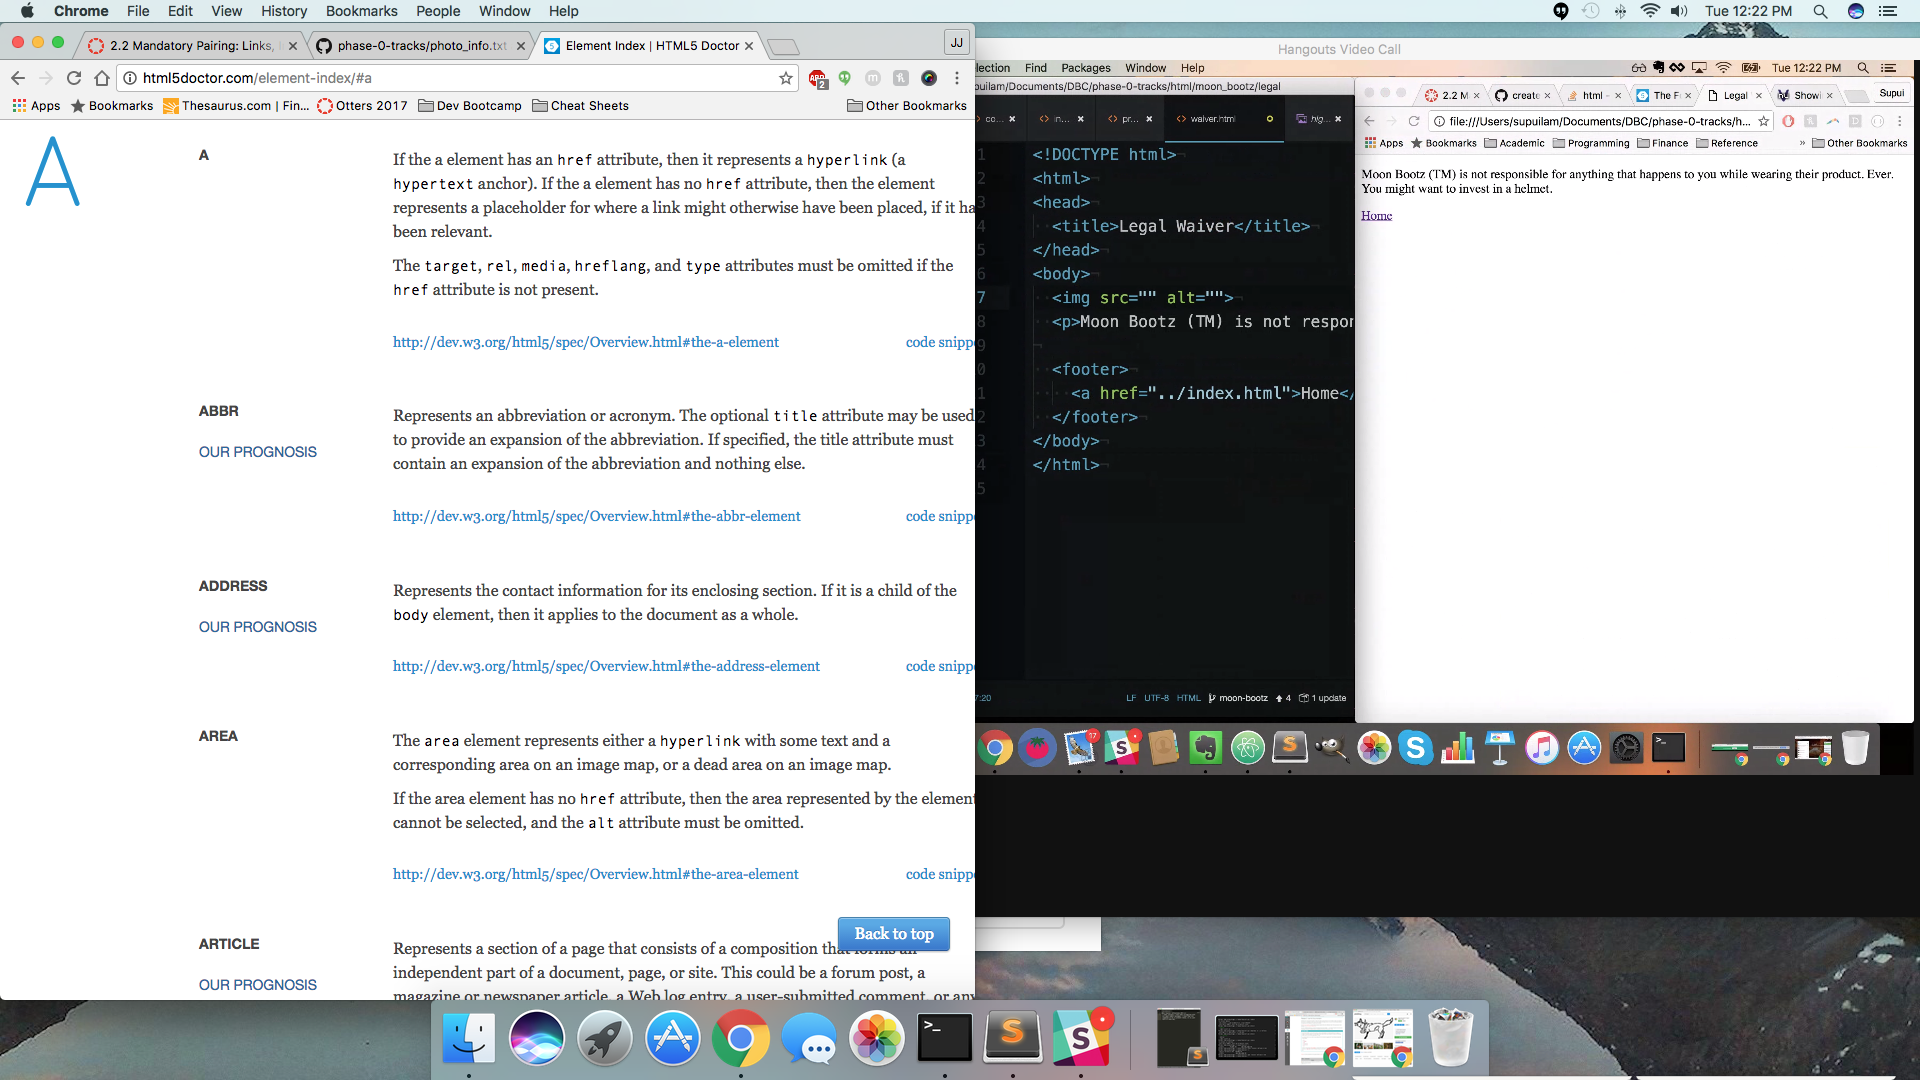 Chrome File Edit View History Bookmarks People Window Help
Tue 12:22 PM
2.2 Mandatory Pairing: Links,
phase-0-tracks/photo_info.txt
Element Index | HTML5 Doctor
JJ
html5doctor.com/element-index/#a
ABP
2
Apps Bookmarks Thesaurus.com | Fin... Otters 2017 Dev Bootcamp Cheat Sheets Other Bookmarks
A
A
If the a element has an href attribute, then it represents a hyperlink (a
hypertext anchor). If the a element has no href attribute, then the element
represents a placeholder for where a link might otherwise have been placed, if it ha
been relevant.
The target, rel, media, hreflang, and type attributes must be omitted if the
href attribute is not present.
http://dev.w3.org/html5/spec/Overview.html#the-a-element
code snipp
ABBR
OUR PROGNOSIS
Represents an abbreviation or acronym. The optional title attribute may be used
to provide an expansion of the abbreviation. If specified, the title attribute must
contain an expansion of the abbreviation and nothing else.
http://dev.w3.org/html5/spec/Overview.html#the-abbr-element
code snipp
ADDRESS
OUR PROGNOSIS
Represents the contact information for its enclosing section. If it is a child of the
body element, then it applies to the document as a whole.
http://dev.w3.org/html5/spec/Overview.html#the-address-element
code snipp
AREA
The area element represents either a hyperlink with some text and a
corresponding area on an image map, or a dead area on an image map.
If the area element has no href attribute, then the area represented by the element
cannot be selected, and the alt attribute must be omitted.
http://dev.w3.org/html5/spec/Overview.html#the-area-element
code snipp
Back to top
ARTICLE
OUR PROGNOSIS
Represents a section of a page that consists of a composition that forms an
independent part of a document, page, or site. This could be a forum post, a
magazine or newspaper article, a Web log entry, a user-submitted comment, or any
Hangouts Video Call
lection Find Packages Window Help
Tue 12:22 PM
puilam/Documents/DBC/phase-0-tracks/html/moon_bootz/legal
co... in... pr... waiver.html hig...
1 <!DOCTYPE html>
2 <html>
3 <head>
4 <title>Legal Waiver</title>
5 </head>
6 <body>
7 <img src="" alt="">
8 <p>Moon Bootz (TM) is not respon
9
0 <footer>
1 <a href="../index.html">Home</
2 </footer>
3 </body>
4 </html>
5
7:20
LF UTF-8 HTML moon-bootz 4 1 update
2.2 M create html - The F Legal Showi Supui
file:///Users/supuilam/Documents/DBC/phase-0-tracks/h...
Apps Bookmarks Academic Programming Finance Reference » Other Bookmarks
Moon Bootz (TM) is not responsible for anything that happens to you while wearing their product. Ever.
You might want to invest in a helmet.
Home
17